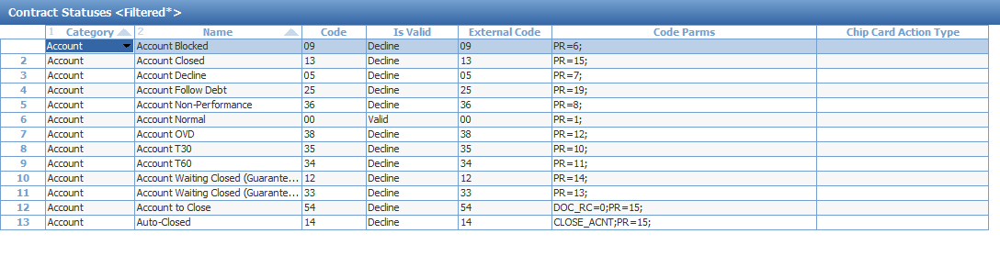 Contract Statuses <Filtered*>
1 Category 2 Name Code Is Valid External Code Code Parms Chip Card Action Type
Account Account Blocked 09 Decline 09 PR=6;
2 Account Account Closed 13 Decline 13 PR=15;
3 Account Account Decline 05 Decline 05 PR=7;
4 Account Account Follow Debt 25 Decline 25 PR=19;
5 Account Account Non-Performance 36 Decline 36 PR=8;
6 Account Account Normal 00 Valid 00 PR=1;
7 Account Account OVD 38 Decline 38 PR=12;
8 Account Account T30 35 Decline 35 PR=10;
9 Account Account T60 34 Decline 34 PR=11;
10 Account Account Waiting Closed (Guarante... 12 Decline 12 PR=14;
11 Account Account Waiting Closed (Guarante... 33 Decline 33 PR=13;
12 Account Account to Close 54 Decline 54 DOC_RC=0;PR=15;
13 Account Auto-Closed 14 Decline 14 CLOSE_ACNT;PR=15;